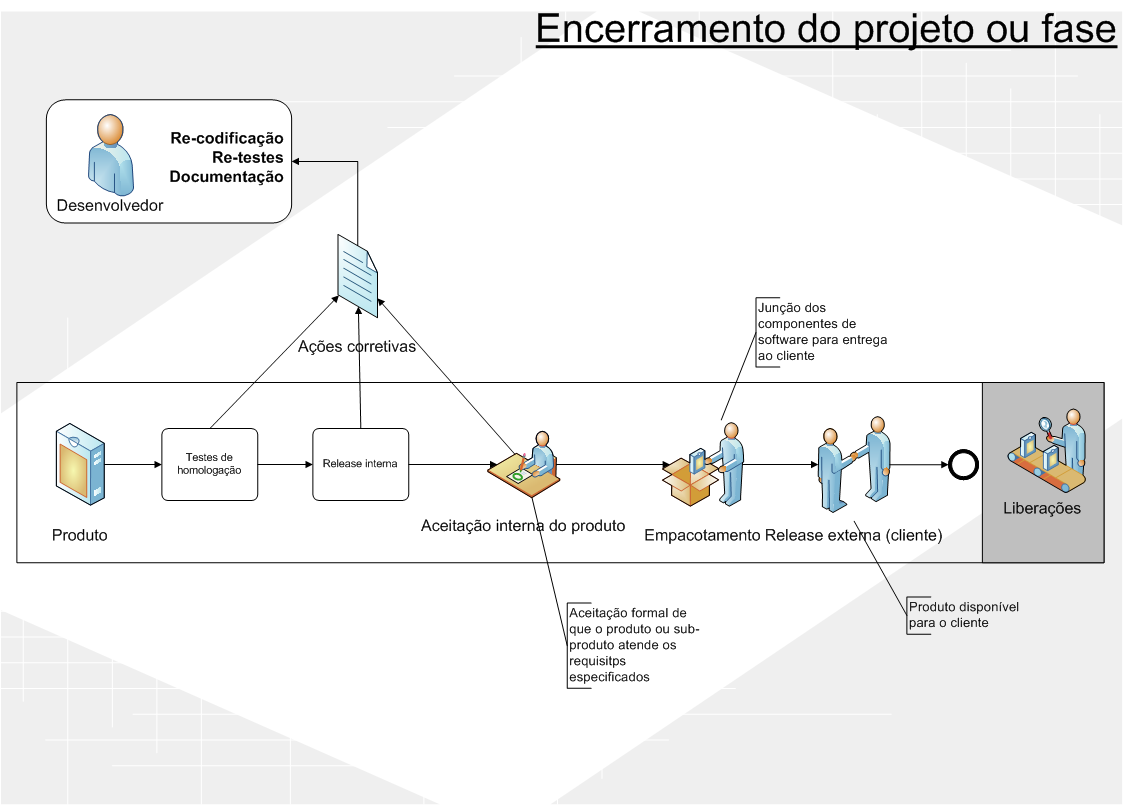 Encerramento do projeto ou fase
Re-codificação
Re-testes
Documentação
Desenvolvedor
Ações corretivas
Junção dos
componentes de
software para entrega
ao cliente
Produto
Testes de
homologação
Release interna
Aceitação interna do produto
Empacotamento
Release externa (cliente)
Liberações
Aceitação formal de
que o produto ou sub-
produto atende os
requisitps
especificados
Produto disponível
para o cliente